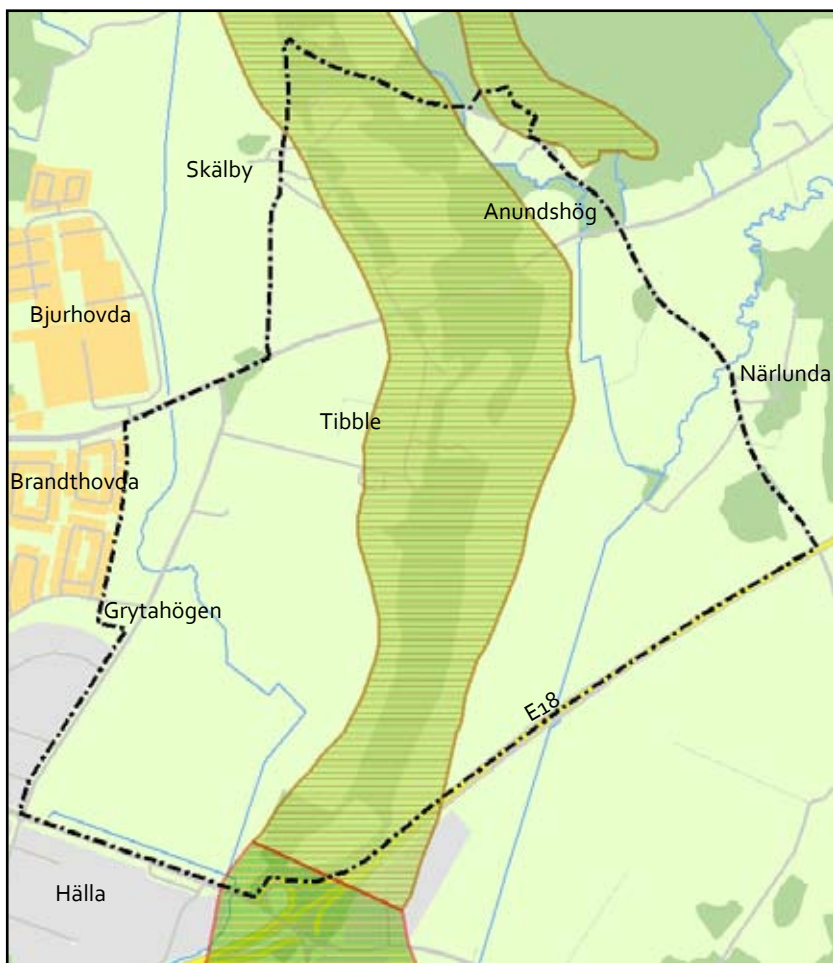 Skälby
Anundshög
Bjurhovda
Närlunda
Tibble
Brandthovda
Grytahögen
E18
Hälla